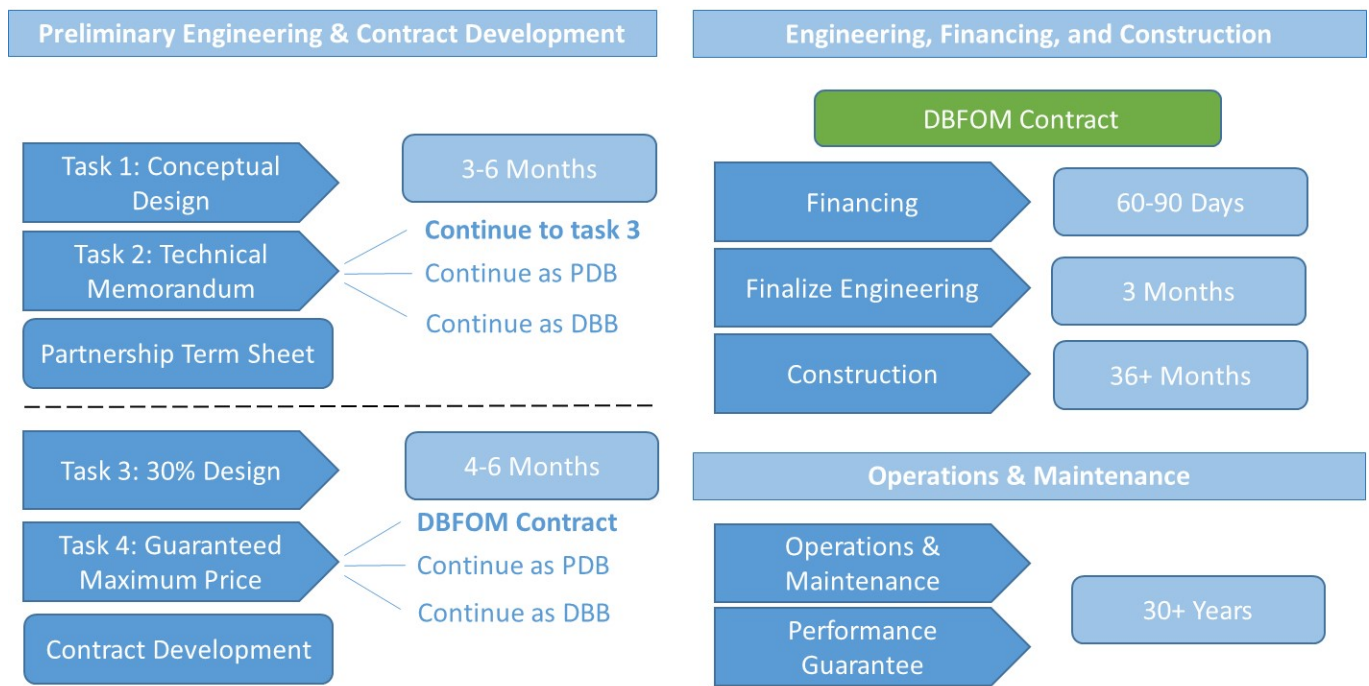 Preliminary Engineering & Contract Development
Task 1: Conceptual
Design
3-6 Months
Task 2: Technical
Memorandum
Continue to task 3
Continue as PDB
Continue as DBB
Partnership Term Sheet
Task 3: 30% Design
4-6 Months
Task 4: Guaranteed
Maximum Price
DBFOM Contract
Continue as PDB
Continue as DBB
Contract Development
Engineering, Financing, and Construction
DBFOM Contract
Financing
60-90 Days
Finalize Engineering
3 Months
Construction
36+ Months
Operations & Maintenance
Operations &
Maintenance
Performance
Guarantee
30+ Years